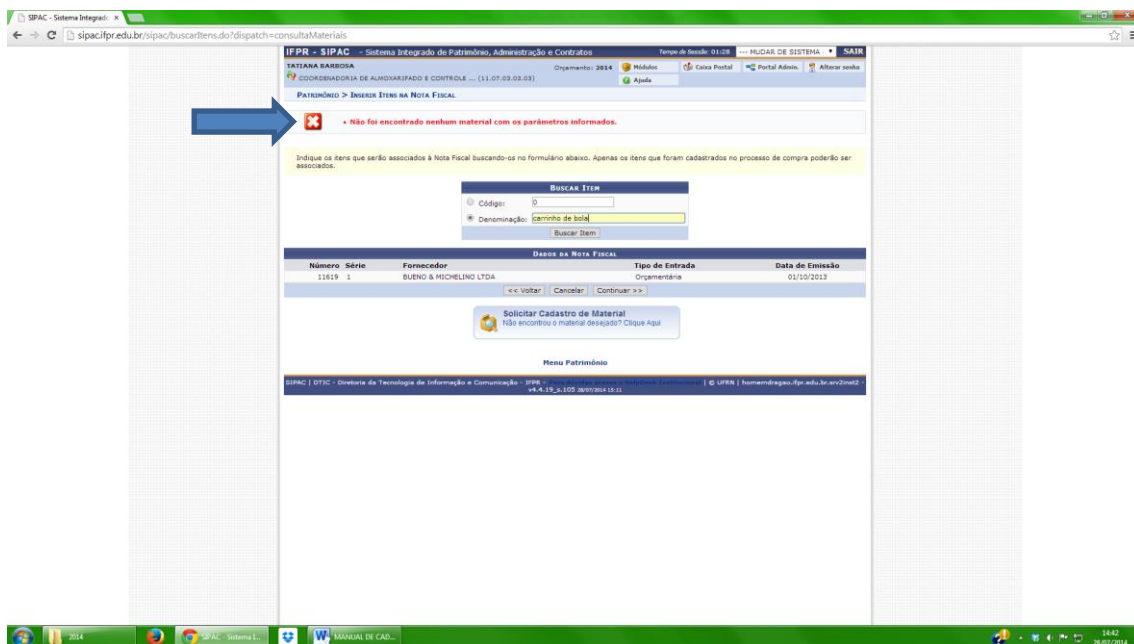 SIPAC - Sistema Integrado
sipac.ifpr.edu.br/sipac/buscarItens.do?dispatch=consultaMateriais
IFPR - SIPAC - Sistema Integrado de Patrimônio, Administração e Contratos Tempo de Sessão: 01:28 --- MUDAR DE SISTEMA SAIR
TATIANA BARBOSA Orçamento: 2014 Módulos Caixa Postal Portal Admin. Alterar senha
COORDENADORIA DE ALMOXARIFADO E CONTROLE ... (11.07.03.03.03) Ajuda
PATRIMÔNIO > INSERIR ITENS NA NOTA FISCAL
• Não foi encontrado nenhum material com os parâmetros informados.
Indique os itens que serão associados à Nota Fiscal buscando-os no formulário abaixo. Apenas os itens que foram cadastrados no processo de compra poderão ser
associados.
BUSCAR ITEM
Código: 0
Denominação: carrinho de bola
Buscar Item
DADOS DA NOTA FISCAL
Número Série Fornecedor Tipo de Entrada Data de Emissão
11619 1 BUENO & MICHELINO LTDA Orçamentária 01/10/2013
<< Voltar Cancelar Continuar >>
Solicitar Cadastro de Material
Não encontrou o material desejado? Clique Aqui
Menu Patrimônio
SIPAC | DTIC - Diretoria da Tecnologia de Informação e Comunicação - IFPR - | © UFRN | homemdragao.ifpr.edu.br.srv2inst2 -
v4.4.19_s.105 28/07/2014 13:11
2014 SIPAC - Sistema I... MANUAL DE CAD... 14:42
28/07/2014